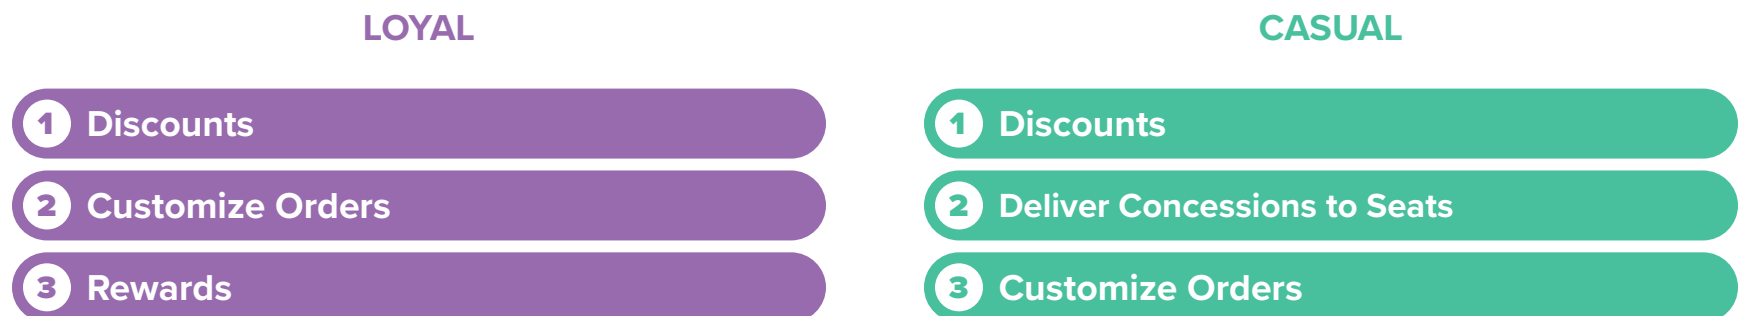 LOYAL
1 Discounts
2 Customize Orders
3 Rewards
CASUAL
1 Discounts
2 Deliver Concessions to Seats
3 Customize Orders